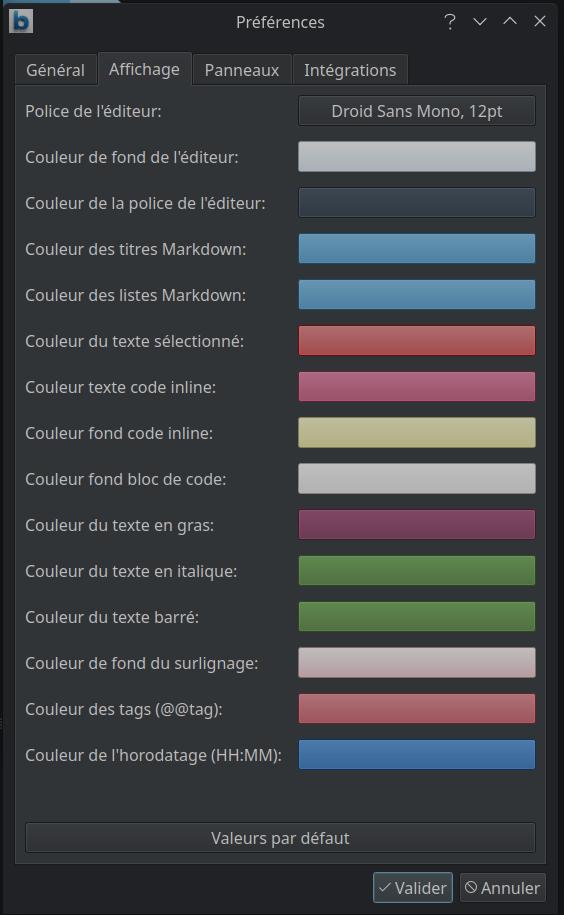 b
Préférences
Général
Affichage
Panneaux
Intégrations
Police de l'éditeur:
Droid Sans Mono, 12pt
Couleur de fond de l'éditeur:
Couleur de la police de l'éditeur:
Couleur des titres Markdown:
Couleur des listes Markdown:
Couleur du texte sélectionné:
Couleur texte code inline:
Couleur fond code inline:
Couleur fond bloc de code:
Couleur du texte en gras:
Couleur du texte en italique:
Couleur du texte barré:
Couleur de fond du surlignage:
Couleur des tags (@@tag):
Couleur de l'horodatage (HH:MM):
Valeurs par défaut
Valider
Annuler